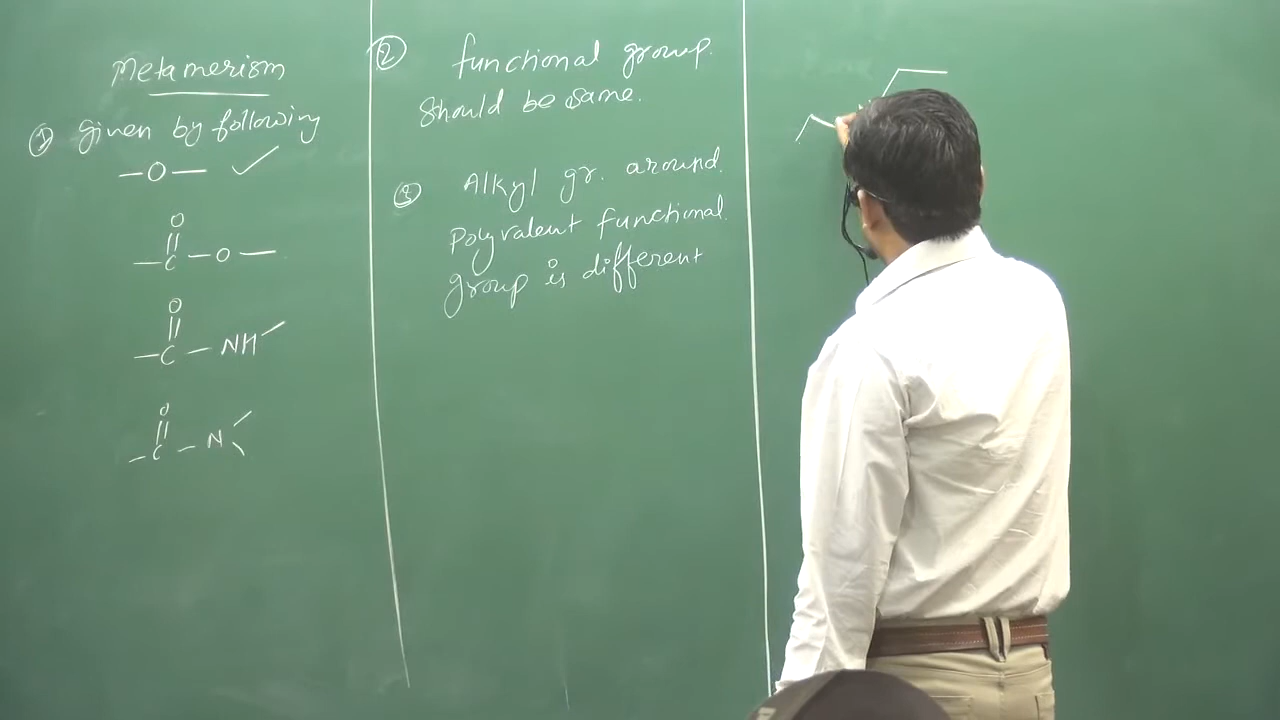 Metamerism
① Given by following
—O— ✓
O
||
—C—O—
O
||
—C—NH
O
||
—C—N
② functional group
should be same.
③ Alkyl gr. around
Polyvalent functional
group is different